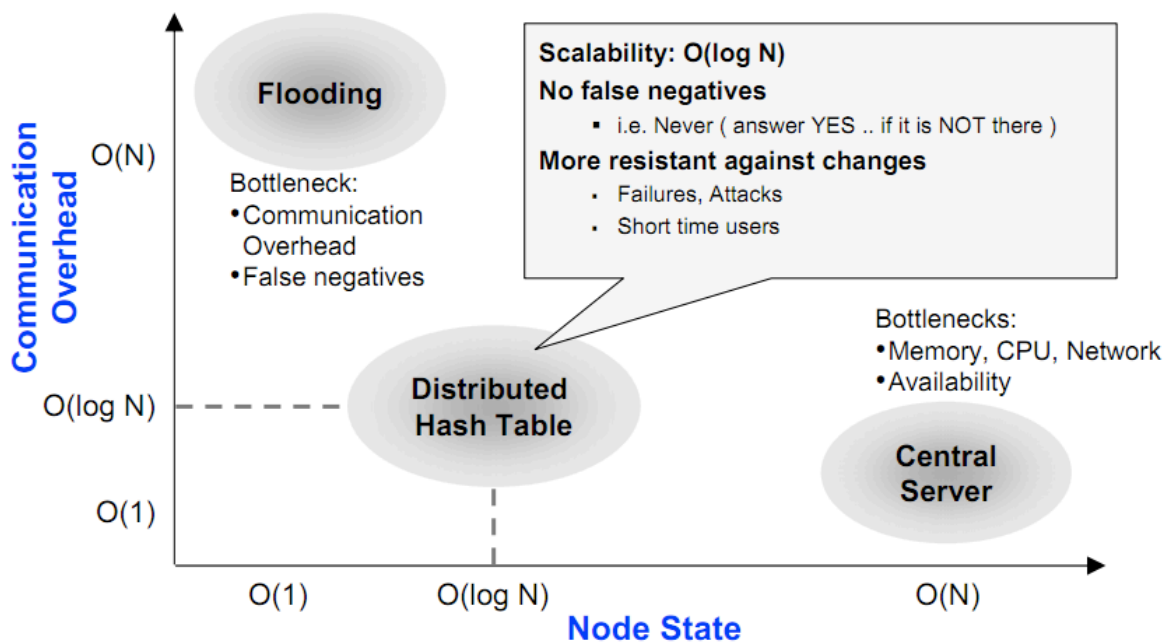 Communication
Overhead
O(N)
O(log N)
O(1)
Flooding
Bottleneck:
•Communication
Overhead
•False negatives
Scalability: O(log N)
No false negatives
▪ i.e. Never ( answer YES .. if it is NOT there )
More resistant against changes
▪ Failures, Attacks
▪ Short time users
Distributed
Hash Table
Bottlenecks:
•Memory, CPU, Network
•Availability
Central
Server
O(1)
O(log N)
O(N)
Node State